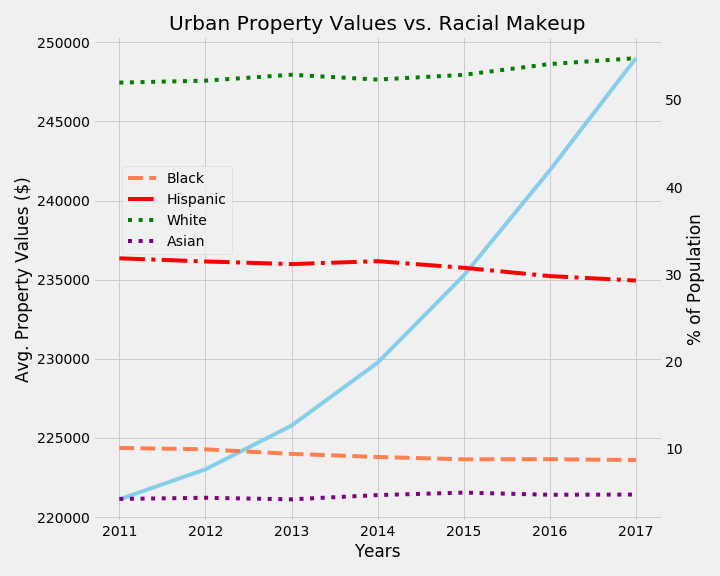 Urban Property Values vs. Racial Makeup
Avg. Property Values ($)
250000
245000
240000
235000
230000
225000
220000
Black
Hispanic
White
Asian
50
40
30
20
10
% of Population
2011 2012 2013 2014 2015 2016 2017
Years